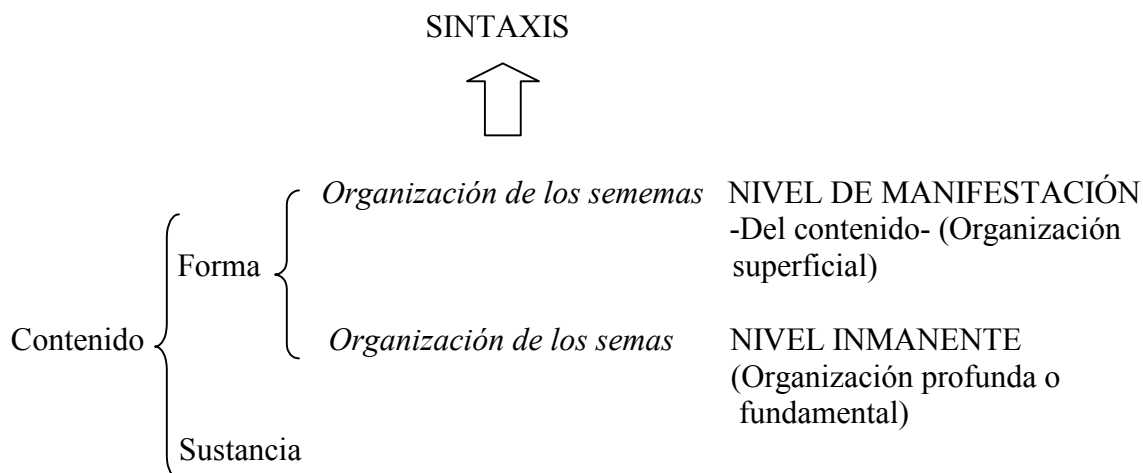 SINTAXIS
Organización de los sememas NIVEL DE MANIFESTACIÓN
-Del contenido- (Organización
superficial)
Forma
Contenido
Organización de los semas NIVEL INMANENTE
(Organización profunda o
fundamental)
Sustancia